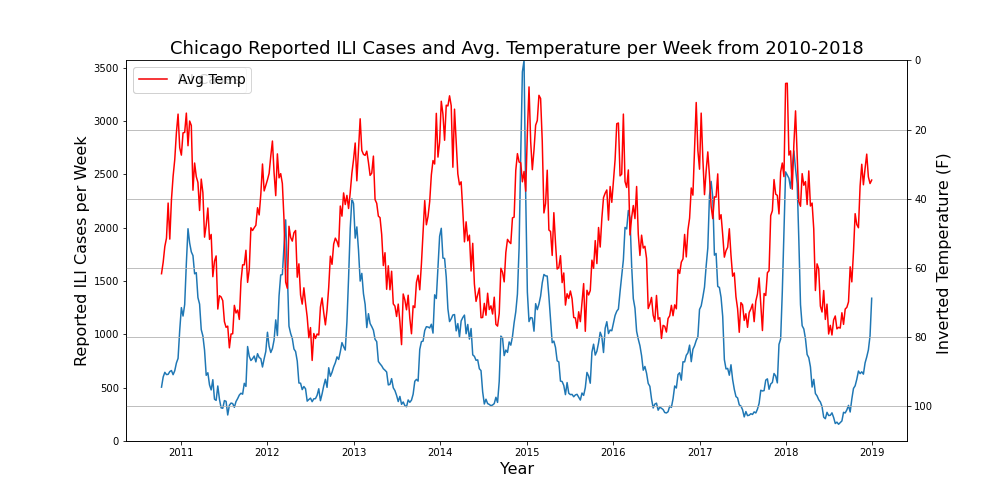 Chicago Reported ILI Cases and Avg. Temperature per Week from 2010-2018
Avg Temp
Reported ILI Cases per Week
3500
3000
2500
2000
1500
1000
500
0
0
20
40
60
80
100
Inverted Temperature (F)
2011 2012 2013 2014 2015 2016 2017 2018 2019
Year